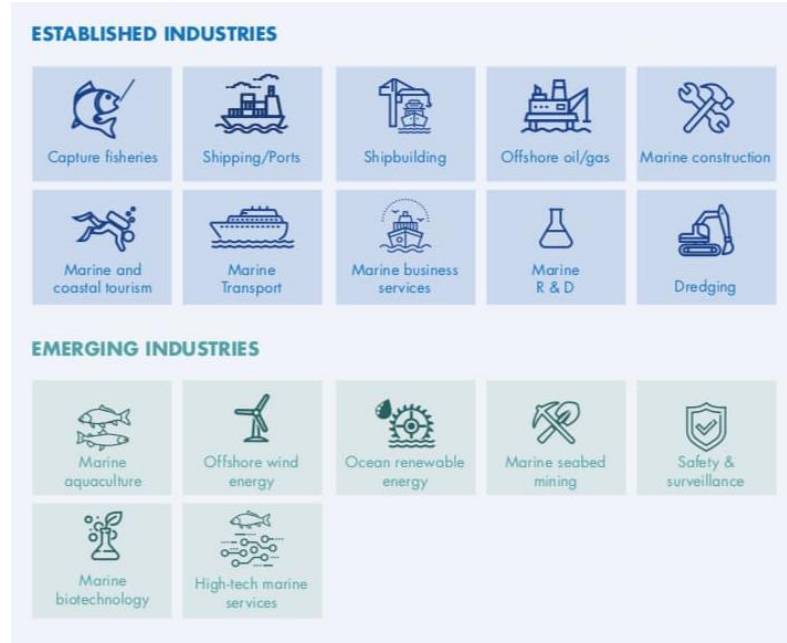 ESTABLISHED INDUSTRIES
Capture fisheries
Shipping/Ports
Shipbuilding
Offshore oil/gas
Marine construction
Marine and
coastal tourism
Marine
Transport
Marine business
services
Marine
R & D
Dredging
EMERGING INDUSTRIES
Marine
aquaculture
Offshore wind
energy
Ocean renewable
energy
Marine seabed
mining
Safety &
surveillance
Marine
biotechnology
High-tech marine
services